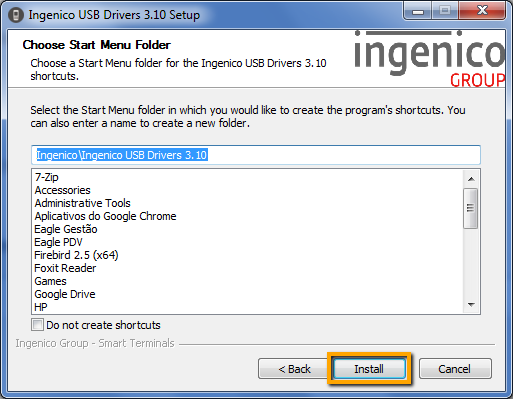 Ingenico USB Drivers 3.10 Setup
Choose Start Menu Folder
Choose a Start Menu folder for the Ingenico USB Drivers 3.10
shortcuts.
ingenico
GROUP
Select the Start Menu folder in which you would like to create the program's shortcuts. You
can also enter a name to create a new folder.
Ingenico\Ingenico USB Drivers 3.10
7-Zip
Accessories
Administrative Tools
Aplicativos do Google Chrome
Eagle Gestão
Eagle PDV
Firebird 2.5 (x64)
Foxit Reader
Games
Google Drive
HP
Do not create shortcuts
Ingenico Group - Smart Terminals
< Back
Install
Cancel